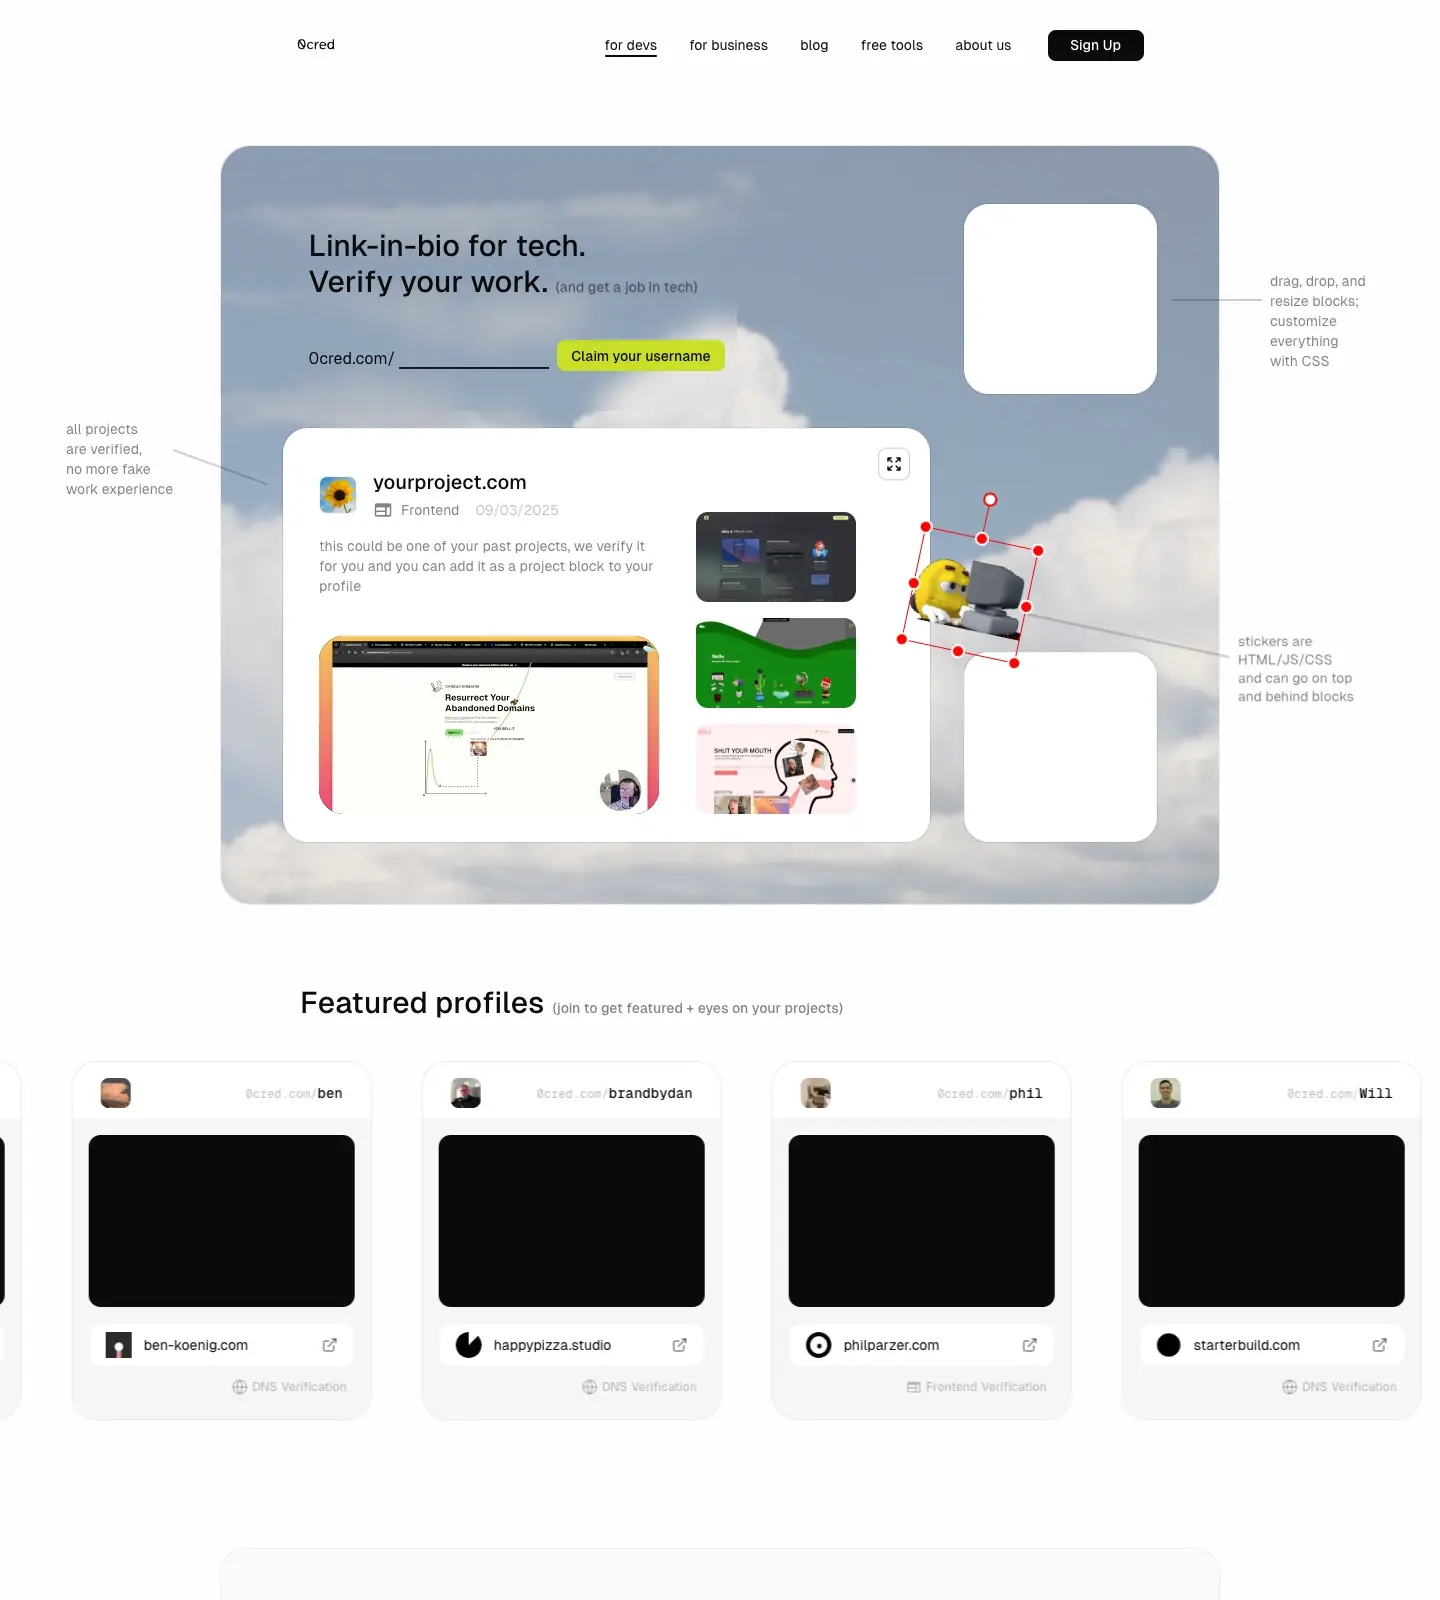 0cred
for devs
for business
blog
free tools
about us
Sign Up
Link-in-bio for tech.
Verify your work. (and get a job in tech)
0cred.com/
Claim your username
drag, drop, and
resize blocks;
customize
everything
with CSS
all projects
are verified,
no more fake
work experience
yourproject.com
Frontend 09/03/2025
this could be one of your past projects, we verify it
for you and you can add it as a project block to your
profile
Resurrect Your
Abandoned Domains
Skills
SHUT YOUR MOUTH
stickers are
HTML/JS/CSS
and can go on top
and behind blocks
Featured profiles (join to get featured + eyes on your projects)
0cred.com/ben
ben-koenig.com
DNS Verification
0cred.com/brandbydan
happypizza.studio
DNS Verification
0cred.com/phil
philparzer.com
Frontend Verification
0cred.com/Will
starterbuild.com
DNS Verification